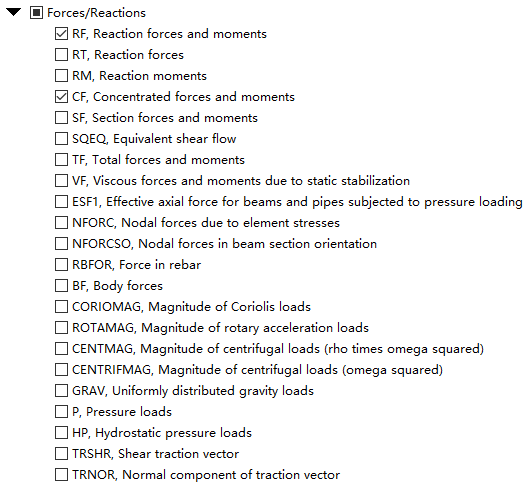 Forces/Reactions
RF, Reaction forces and moments
RT, Reaction forces
RM, Reaction moments
CF, Concentrated forces and moments
SF, Section forces and moments
SQEQ, Equivalent shear flow
TF, Total forces and moments
VF, Viscous forces and moments due to static stabilization
ESF1, Effective axial force for beams and pipes subjected to pressure loading
NFORC, Nodal forces due to element stresses
NFORCSO, Nodal forces in beam section orientation
RBFOR, Force in rebar
BF, Body forces
CORIOMAG, Magnitude of Coriolis loads
ROTAMAG, Magnitude of rotary acceleration loads
CENTMAG, Magnitude of centrifugal loads (rho times omega squared)
CENTRIFMAG, Magnitude of centrifugal loads (omega squared)
GRAV, Uniformly distributed gravity loads
P, Pressure loads
HP, Hydrostatic pressure loads
TRSHR, Shear traction vector
TRNOR, Normal component of traction vector